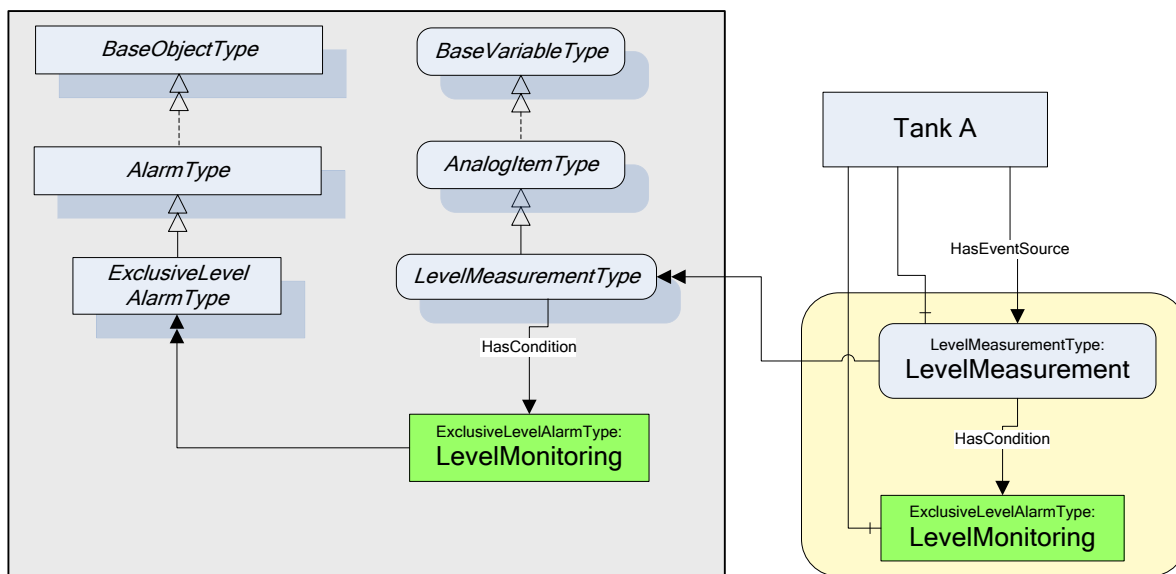 BaseObjectType
BaseVariableType
Tank A
AlarmType
AnalogItemType
HasEventSource
ExclusiveLevel
AlarmType
LevelMeasurementType
HasCondition
LevelMeasurementType:
LevelMeasurement
ExclusiveLevelAlarmType:
LevelMonitoring
HasCondition
ExclusiveLevelAlarmType:
LevelMonitoring